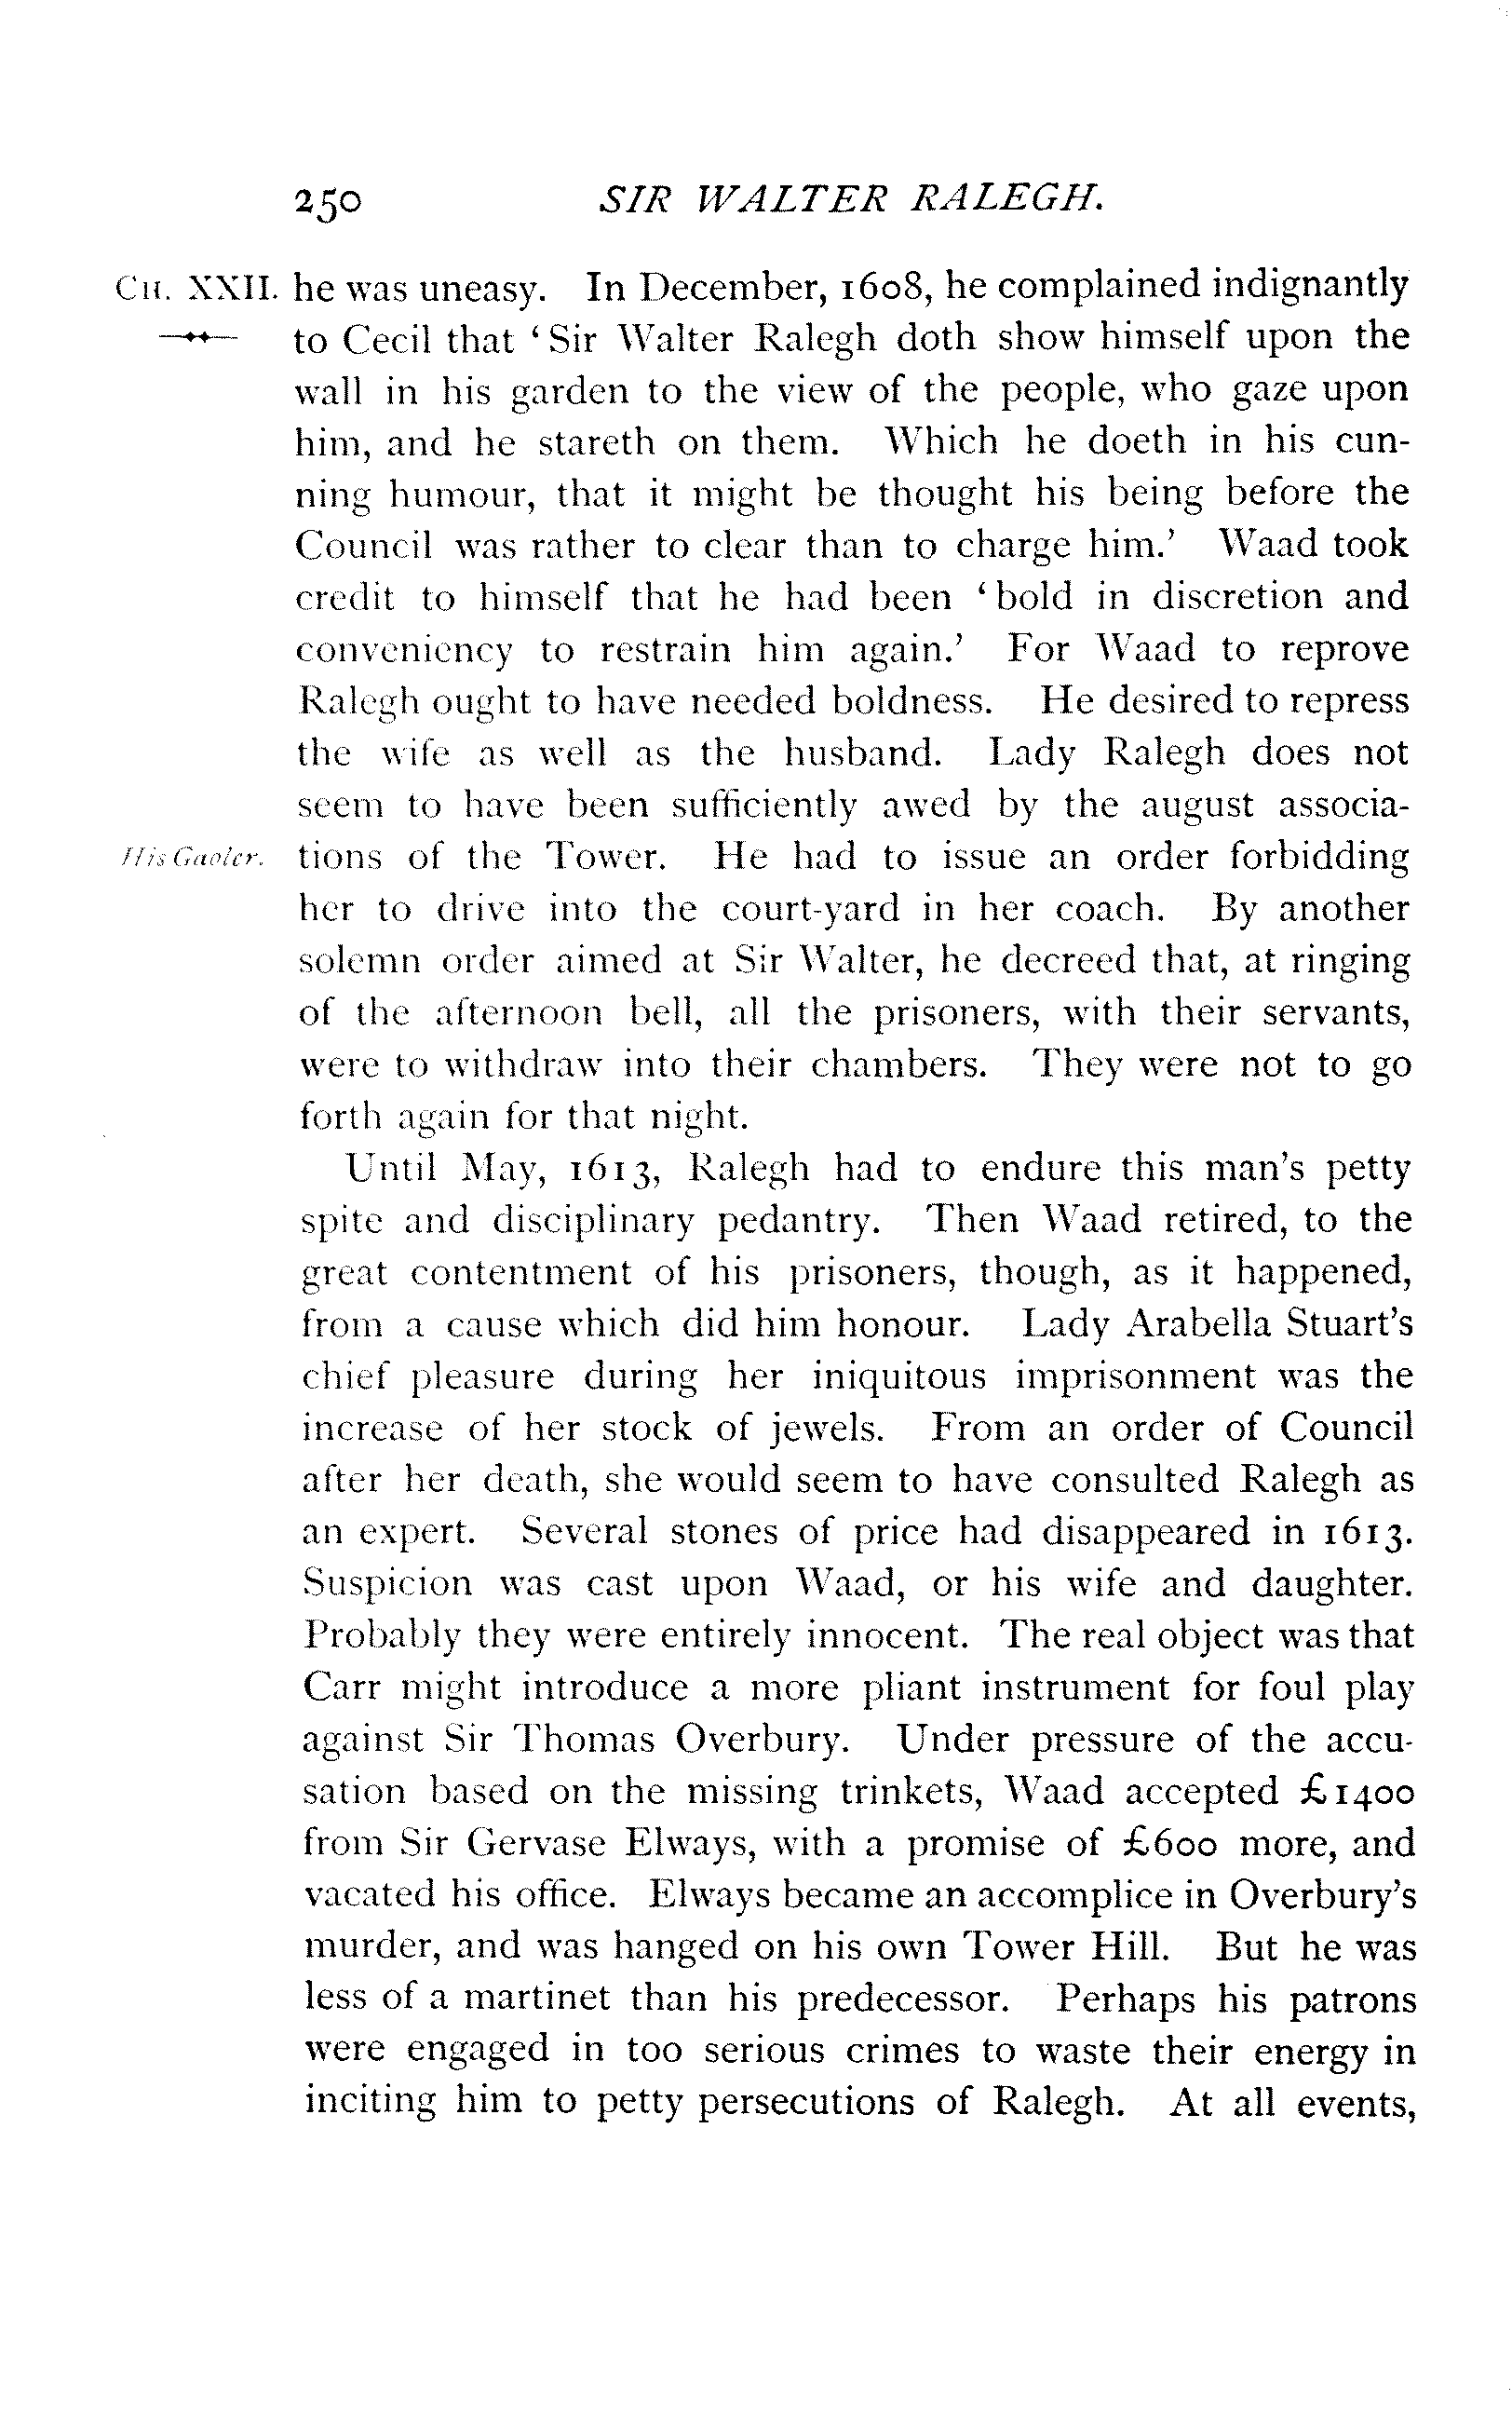 250 SIR WALTER RALEGH.
CH. XXII. he was uneasy. In December, 1608, he complained indignantly
to Cecil that ‘Sir Walter Ralegh doth show himself upon the
wall in his garden to the view of the people, who gaze upon
him, and he stareth on them. Which he doeth in his cun-
ning humour, that it might be thought his being before the
Council was rather to clear than to charge him.’ Waad took
credit to himself that he had been ‘bold in discretion and
conveniency to restrain him again.’ For Waad to reprove
Ralegh ought to have needed boldness. He desired to repress
the wife as well as the husband. Lady Ralegh does not
seem to have been sufficiently awed by the august associa-
His Gaoler. tions of the Tower. He had to issue an order forbidding
her to drive into the court-yard in her coach. By another
solemn order aimed at Sir Walter, he decreed that, at ringing
of the afternoon bell, all the prisoners, with their servants,
were to withdraw into their chambers. They were not to go
forth again for that night.
Until May, 1613, Ralegh had to endure this man's petty
spite and disciplinary pedantry. Then Waad retired, to the
great contentment of his prisoners, though, as it happened,
from a cause which did him honour. Lady Arabella Stuart's
chief pleasure during her iniquitous imprisonment was the
increase of her stock of jewels. From an order of Council
after her death, she would seem to have consulted Ralegh as
an expert. Several stones of price had disappeared in 1613.
Suspicion was cast upon Waad, or his wife and daughter.
Probably they were entirely innocent. The real object was that
Carr might introduce a more pliant instrument for foul play
against Sir Thomas Overbury. Under pressure of the accu-
sation based on the missing trinkets, Waad accepted £1400
from Sir Gervase Elways, with a promise of £600 more, and
vacated his office. Elways became an accomplice in Overbury's
murder, and was hanged on his own Tower Hill. But he was
less of a martinet than his predecessor. Perhaps his patrons
were engaged in too serious crimes to waste their energy in
inciting him to petty persecutions of Ralegh. At all events,